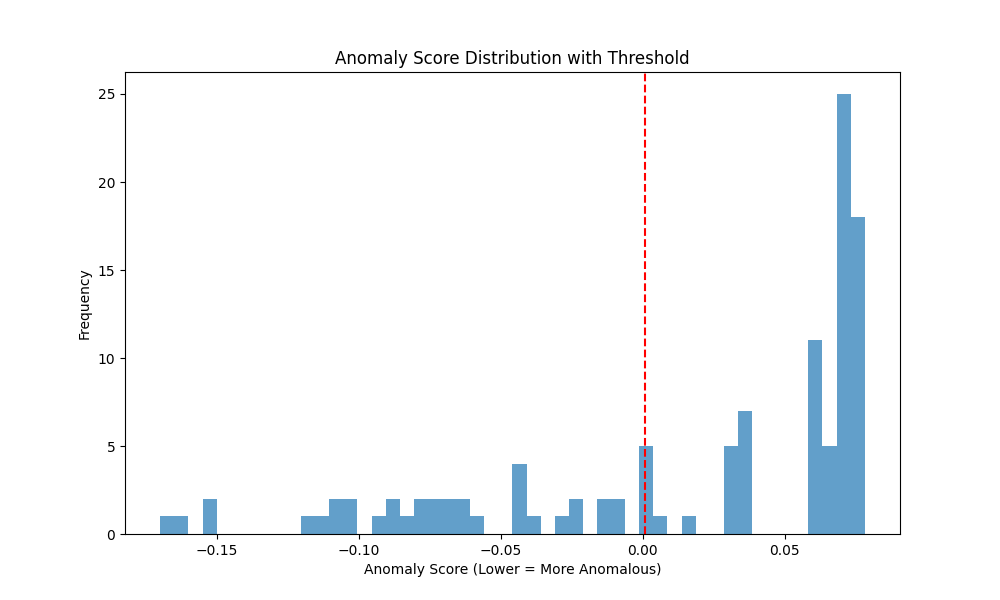 Anomaly Score Distribution with Threshold
25
20
15
10
5
0
Frequency
−0.15 −0.10 −0.05 0.00 0.05
Anomaly Score (Lower = More Anomalous)